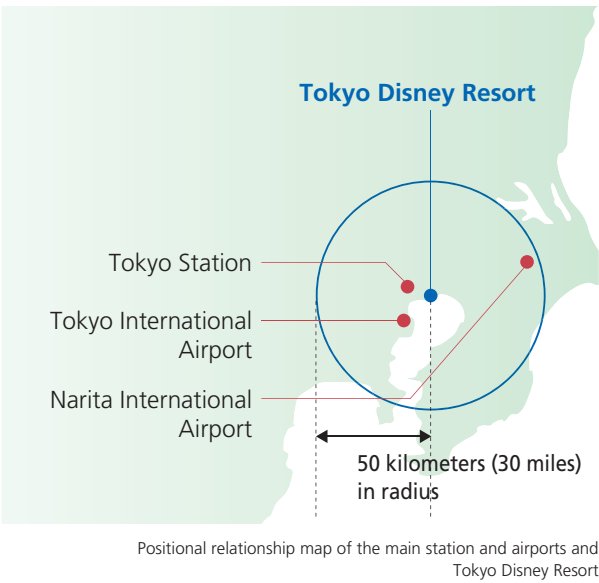 Tokyo Disney Resort
Tokyo Station
Tokyo International
Airport
Narita International
Airport
50 kilometers (30 miles)
in radius
Positional relationship map of the main station and airports and
Tokyo Disney Resort